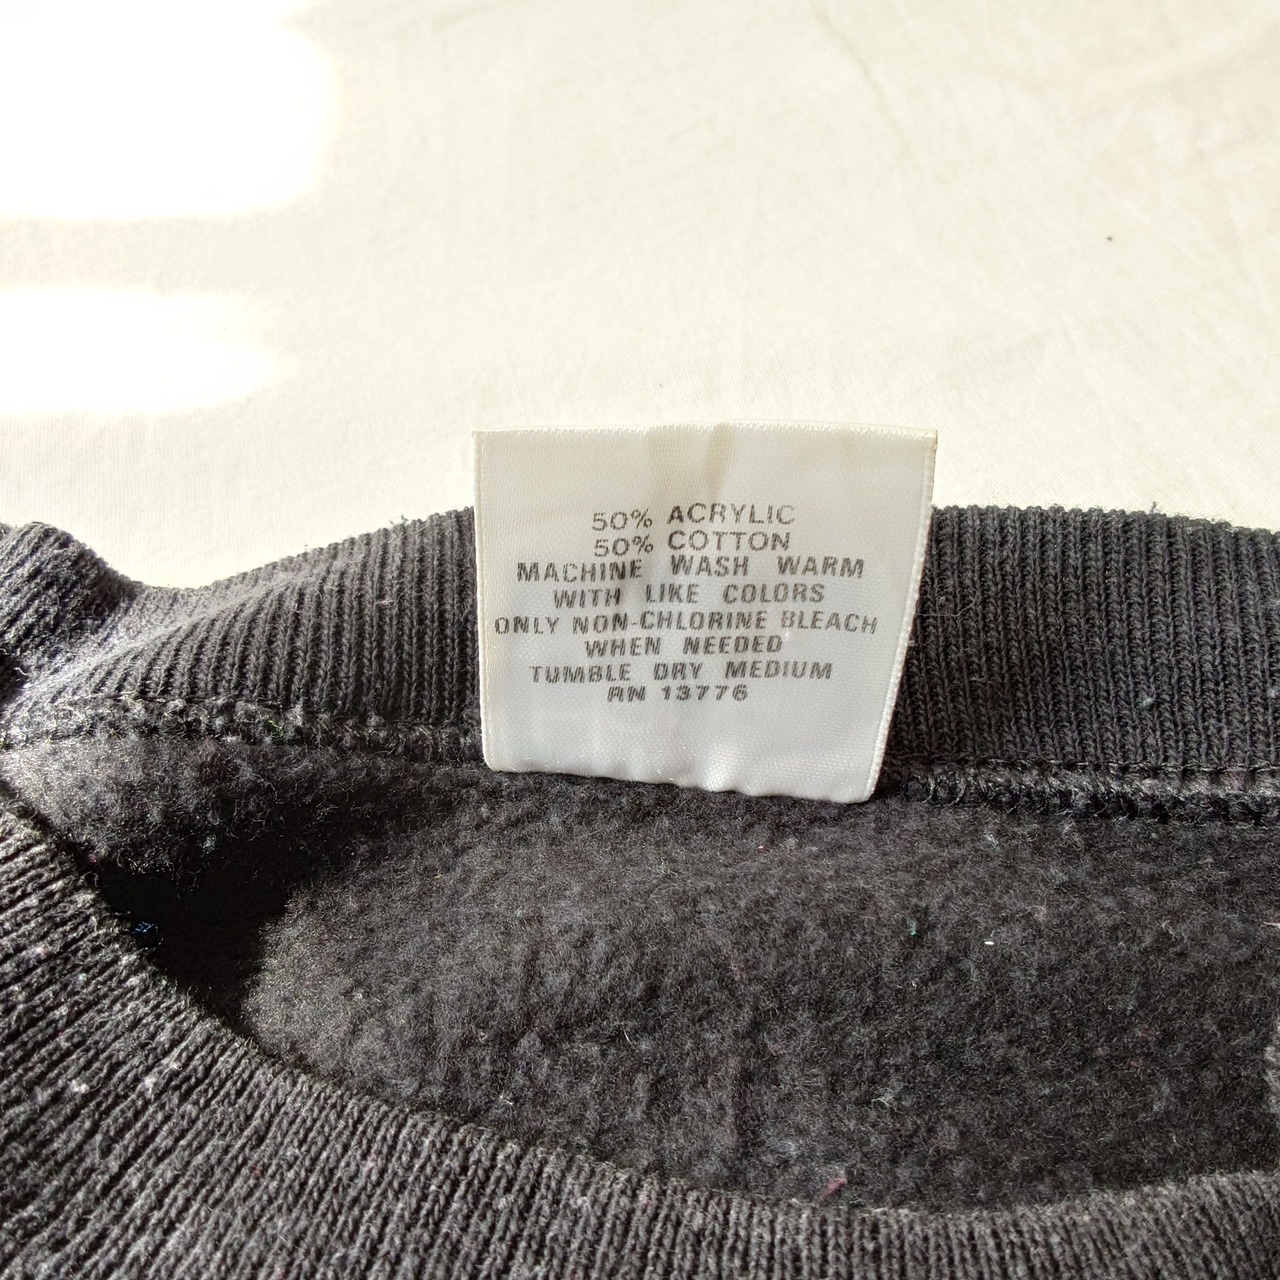 50% ACRYLIC
50% COTTON
MACHINE WASH WARM
WITH LIKE COLORS
ONLY NON-CHLORINE BLEACH
WHEN NEEDED
TUMBLE DRY MEDIUM
RN 13776